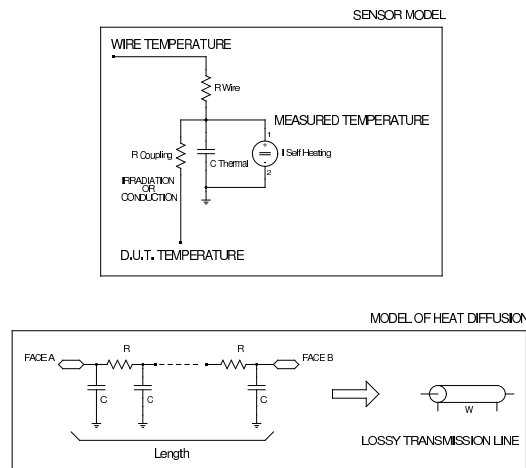 SENSOR MODEL
WIRE TEMPERATURE
R Wire
MEASURED TEMPERATURE
1
R Coupling
C Thermal
I Self Heating
2
IRRADIATION
OR
CONDUCTION
D.U.T. TEMPERATURE
MODEL OF HEAT DIFFUSION
R
R
FACE A
FACE B
C
C
C
W
Length
LOSSY TRANSMISSION LINE